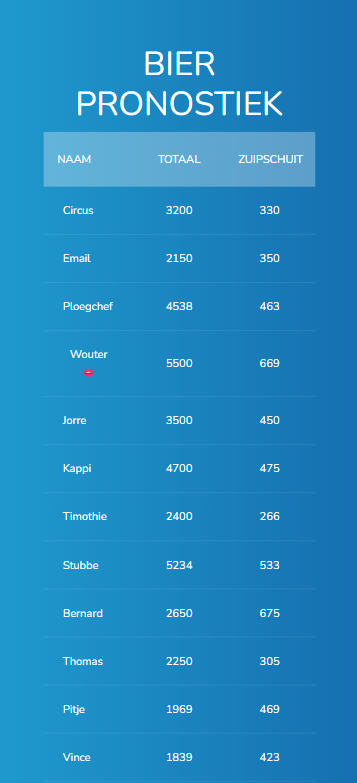 BIER
PRONOSTIEK
NAAM TOTAAL ZUIPSCHUIT
Circus 3200 330
Email 2150 350
Ploegchef 4538 463
Wouter 5500 669
Jorre 3500 450
Kappi 4700 475
Timothie 2400 266
Stubbe 5234 533
Bernard 2650 675
Thomas 2250 305
Pitje 1969 469
Vince 1839 423